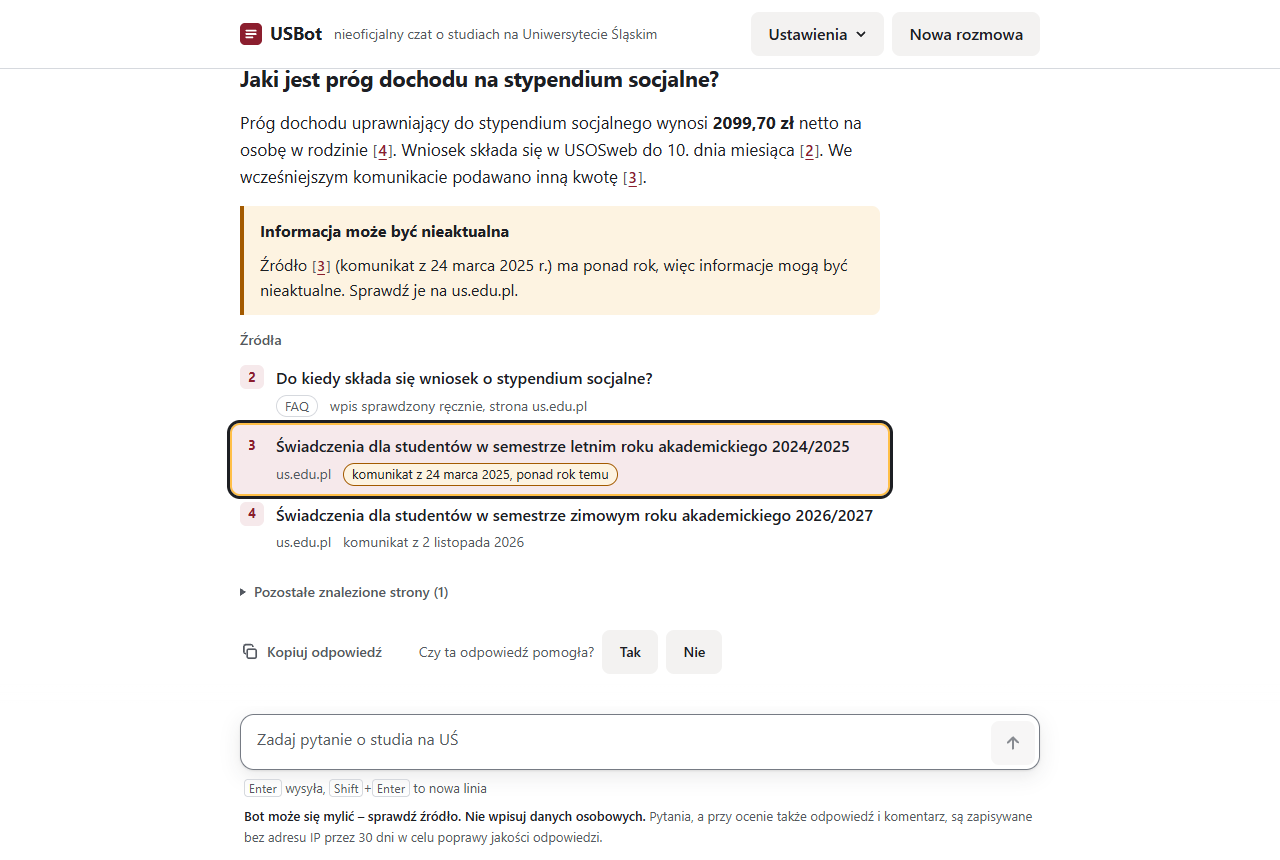 USBot nieoficjalny czat o studiach na Uniwersytecie Śląskim Ustawienia Nowa rozmowa
Jaki jest próg dochodu na stypendium socjalne?
Próg dochodu uprawniający do stypendium socjalnego wynosi 2099,70 zł netto na
osobę w rodzinie [4]. Wniosek składa się w USOSweb do 10. dnia miesiąca [2]. We
wcześniejszym komunikacie podawano inną kwotę [3].
Informacja może być nieaktualna
Źródło [3] (komunikat z 24 marca 2025 r.) ma ponad rok, więc informacje mogą być
nieaktualne. Sprawdź je na us.edu.pl.
Źródła
2 Do kiedy składa się wniosek o stypendium socjalne?
FAQ wpis sprawdzony ręcznie, strona us.edu.pl
3 Świadczenia dla studentów w semestrze letnim roku akademickiego 2024/2025
us.edu.pl komunikat z 24 marca 2025, ponad rok temu
4 Świadczenia dla studentów w semestrze zimowym roku akademickiego 2026/2027
us.edu.pl komunikat z 2 listopada 2026
Pozostałe znalezione strony (1)
Kopiuj odpowiedź Czy ta odpowiedź pomogła? Tak Nie
Zadaj pytanie o studia na UŚ
Enter wysyła, Shift+Enter to nowa linia
Bot może się mylić – sprawdź źródło. Nie wpisuj danych osobowych. Pytania, a przy ocenie także odpowiedź i komentarz, są zapisywane
bez adresu IP przez 30 dni w celu poprawy jakości odpowiedzi.